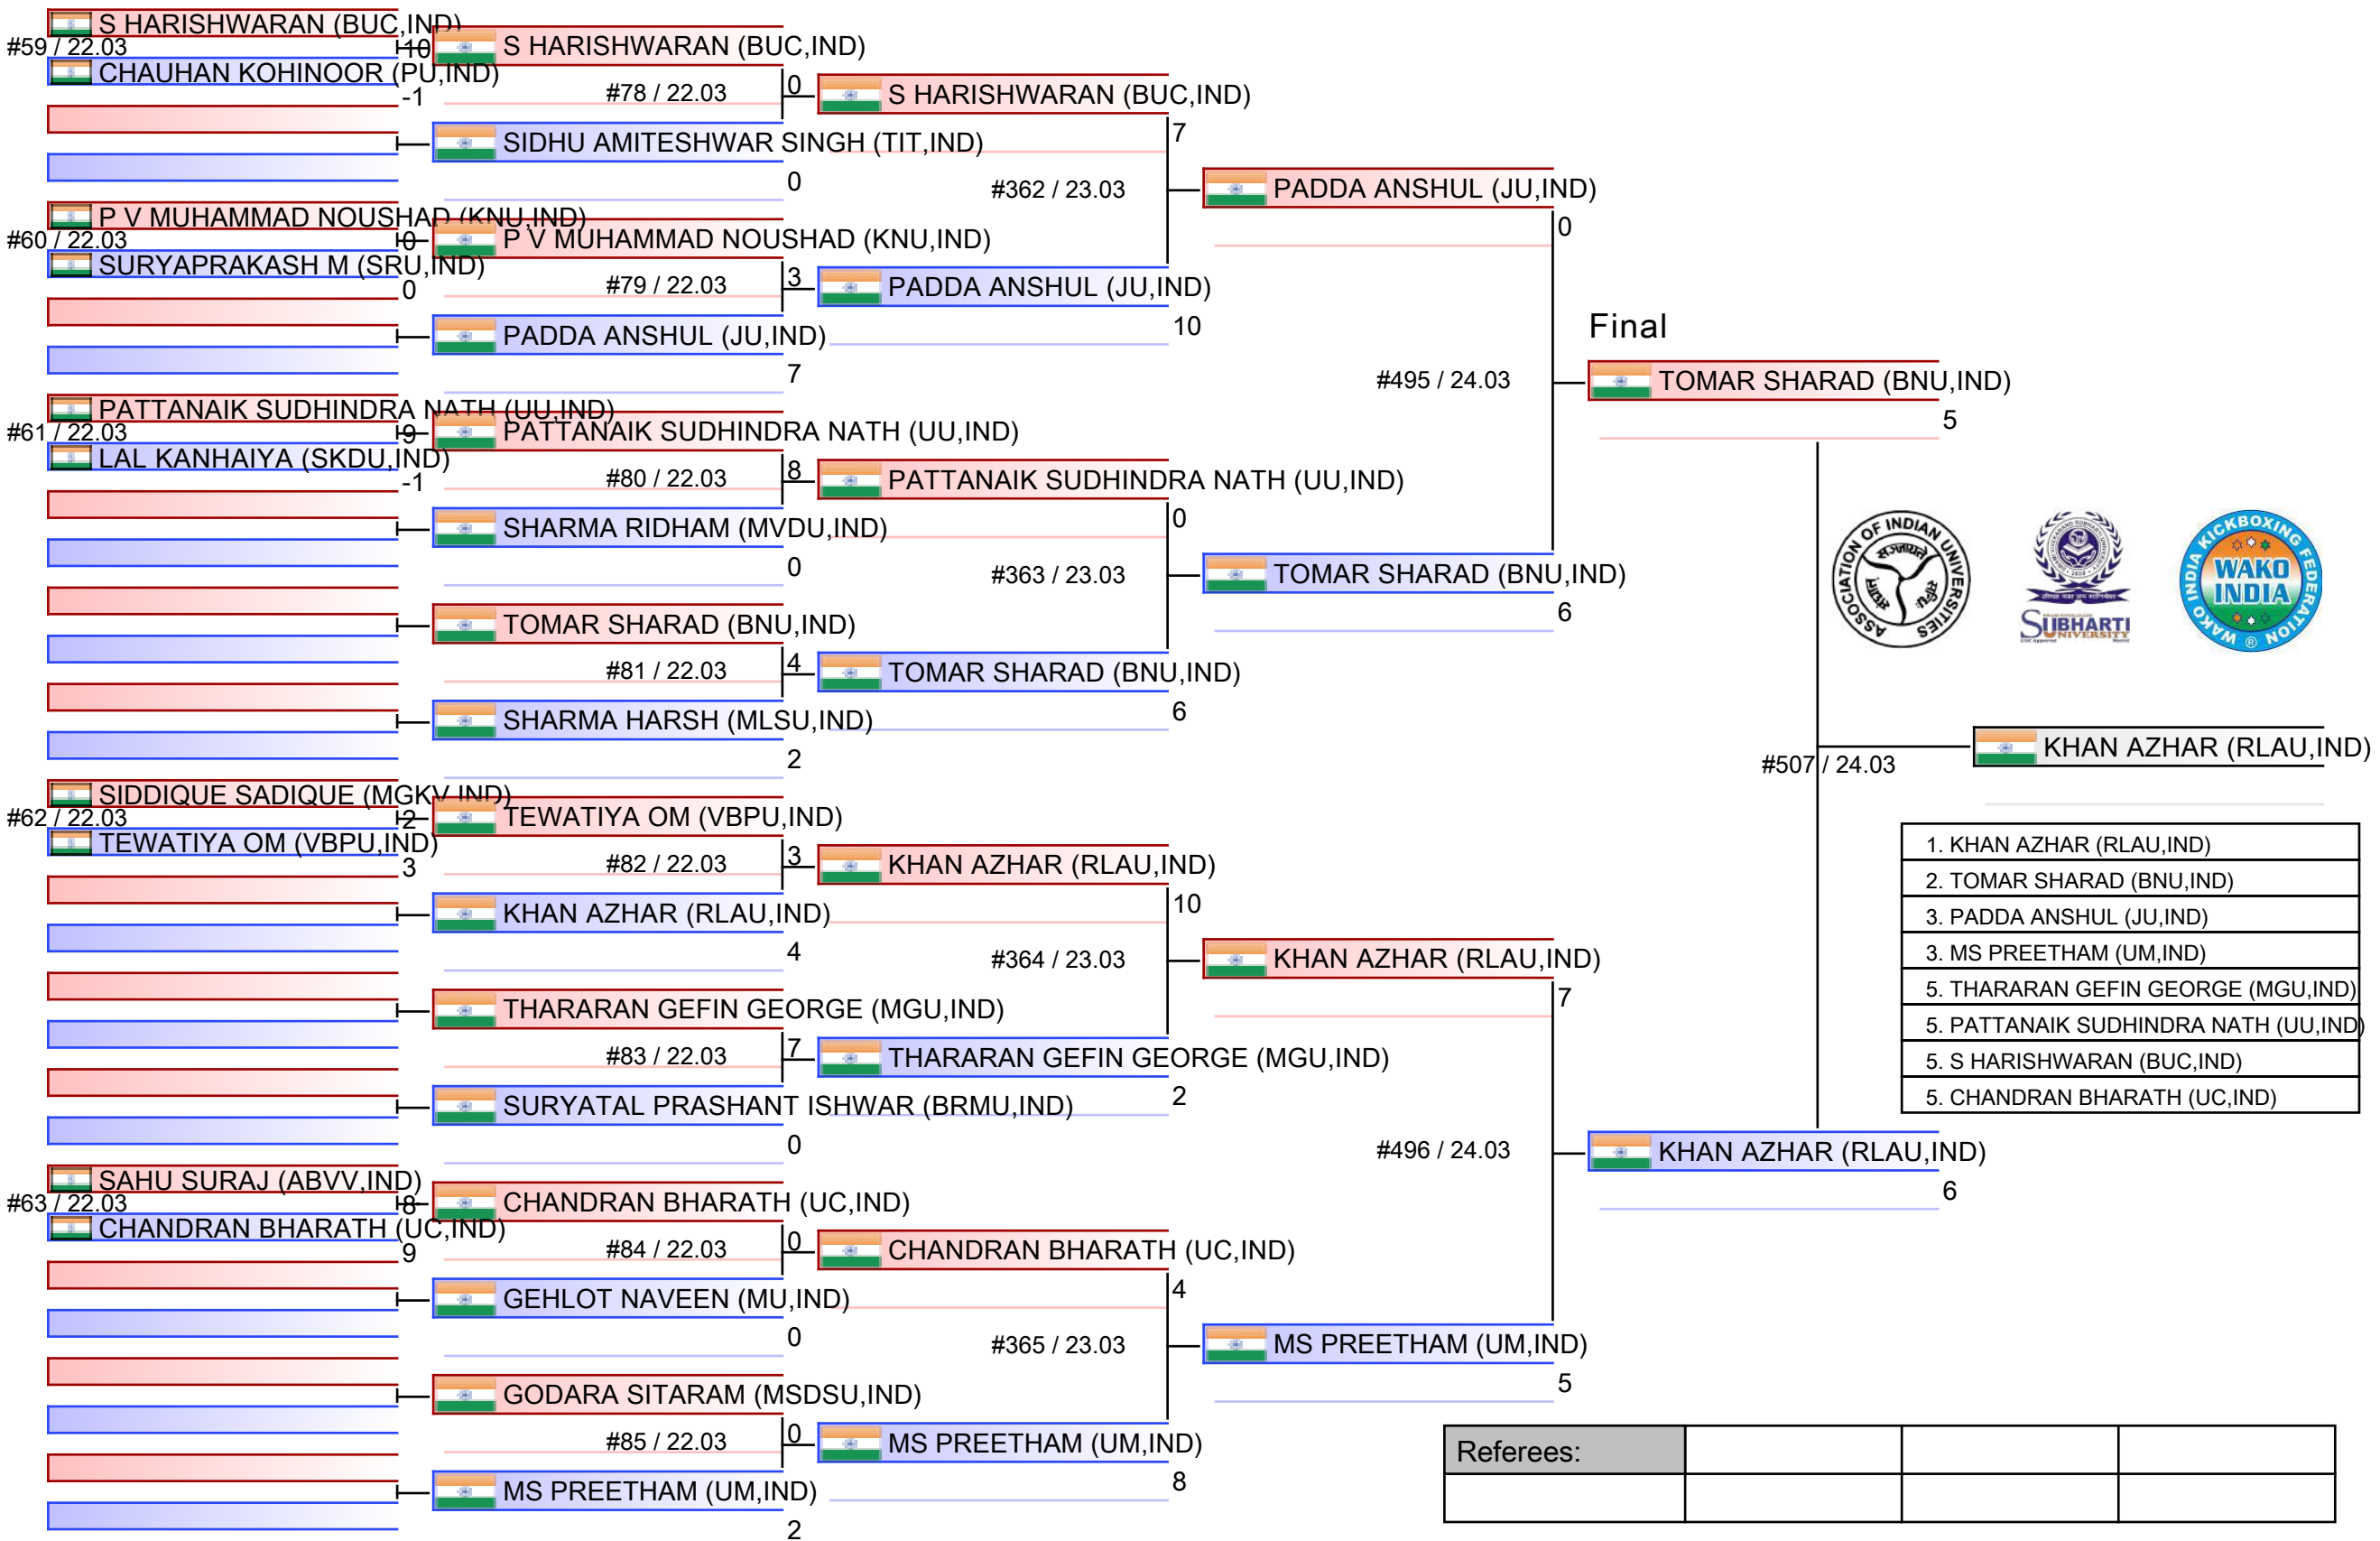 S HARISHWARAN (BUC,IND)
#59 / 22.03
10
CHAUHAN KOHINOOR (PU,IND)
-1
P V MUHAMMAD NOUSHAD (KNU,IND)
#60 / 22.03
0
SURYAPRAKASH M (SRU,IND)
0
PATTANAIK SUDHINDRA NATH (UU,IND)
#61 / 22.03
9
LAL KANHAIYA (SKDU,IND)
-1
SIDDIQUE SADIQUE (MGKV,IND)
#62 / 22.03
2
TEWATIYA OM (VBPU,IND)
3
SAHU SURAJ (ABVV,IND)
#63 / 22.03
8
CHANDRAN BHARATH (UC,IND)
9
S HARISHWARAN (BUC,IND)
#78 / 22.03
0
SIDHU AMITESHWAR SINGH (TIT,IND)
0
P V MUHAMMAD NOUSHAD (KNU,IND)
#79 / 22.03
3
PADDA ANSHUL (JU,IND)
7
PATTANAIK SUDHINDRA NATH (UU,IND)
#80 / 22.03
8
SHARMA RIDHAM (MVDU,IND)
0
TOMAR SHARAD (BNU,IND)
#81 / 22.03
4
SHARMA HARSH (MLSU,IND)
2
TEWATIYA OM (VBPU,IND)
#82 / 22.03
3
KHAN AZHAR (RLAU,IND)
4
THARARAN GEFIN GEORGE (MGU,IND)
#83 / 22.03
7
SURYATAL PRASHANT ISHWAR (BRMU,IND)
0
CHANDRAN BHARATH (UC,IND)
#84 / 22.03
0
GEHLOT NAVEEN (MU,IND)
0
GODARA SITARAM (MSDSU,IND)
#85 / 22.03
0
MS PREETHAM (UM,IND)
2
S HARISHWARAN (BUC,IND)
7
#362 / 23.03
PADDA ANSHUL (JU,IND)
10
PATTANAIK SUDHINDRA NATH (UU,IND)
0
#363 / 23.03
TOMAR SHARAD (BNU,IND)
6
KHAN AZHAR (RLAU,IND)
10
#364 / 23.03
THARARAN GEFIN GEORGE (MGU,IND)
2
CHANDRAN BHARATH (UC,IND)
4
#365 / 23.03
MS PREETHAM (UM,IND)
8
PADDA ANSHUL (JU,IND)
0
#495 / 24.03
TOMAR SHARAD (BNU,IND)
6
KHAN AZHAR (RLAU,IND)
7
#496 / 24.03
MS PREETHAM (UM,IND)
5
Final
TOMAR SHARAD (BNU,IND)
5
#507 / 24.03
KHAN AZHAR (RLAU,IND)
6
ASSOCIATION OF INDIAN UNIVERSITIES
SUBHARTI
UNIVERSITY
WAKO INDIA KICKBOXING FEDERATION
WAKO
INDIA
®
KHAN AZHAR (RLAU,IND)
1. KHAN AZHAR (RLAU,IND)
2. TOMAR SHARAD (BNU,IND)
3. PADDA ANSHUL (JU,IND)
3. MS PREETHAM (UM,IND)
5. THARARAN GEFIN GEORGE (MGU,IND)
5. PATTANAIK SUDHINDRA NATH (UU,IND)
5. S HARISHWARAN (BUC,IND)
5. CHANDRAN BHARATH (UC,IND)
Referees: